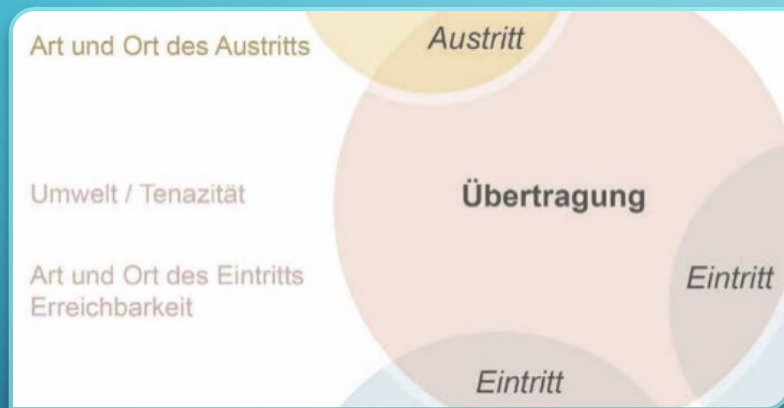 Art und Ort des Austritts
Austritt
Umwelt / Tenazität
Übertragung
Art und Ort des Eintritts
Erreichbarkeit
Eintritt
Eintritt